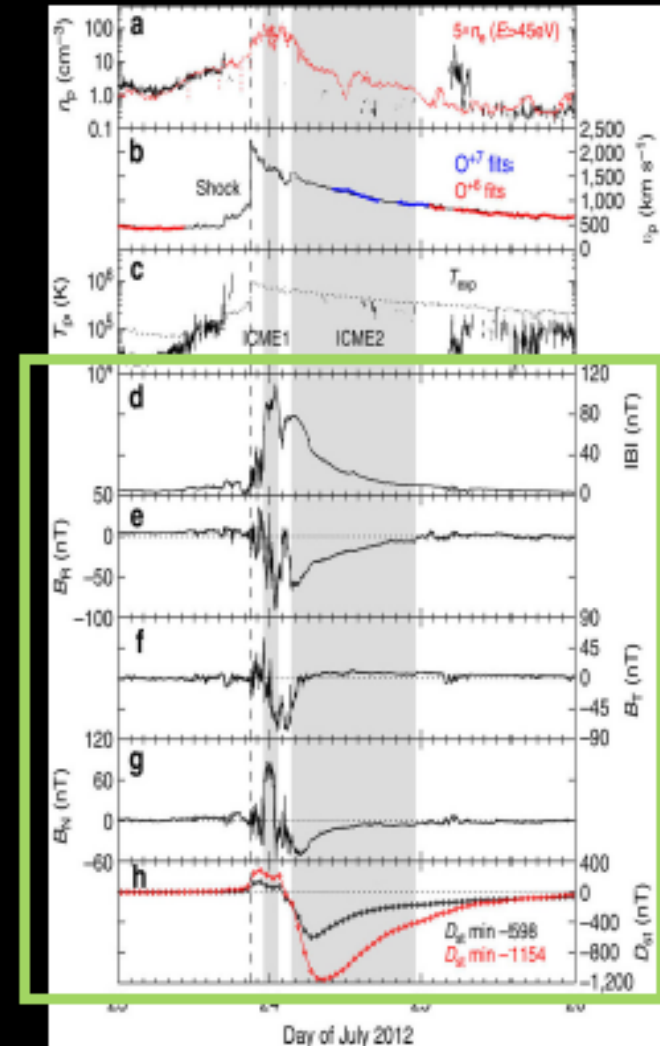 a
n_p (cm⁻³)
100
10
1.0
0.1
5×n_e (E>45eV)
b
Shock
O⁺⁷ fits
O⁺⁶ fits
2,500
2,000
1,500
1,000
500
0
v_p (km s⁻¹)
c
T_p (K)
10⁶
10⁵
10⁴
T_exp
ICME1
ICME2
d
120
80
40
0
|B| (nT)
e
B_R (nT)
50
0
−50
−100
f
90
45
0
−45
−90
B_T (nT)
g
B_N (nT)
120
60
0
−60
h
400
0
−400
−800
−1,200
D_st
D_st min −598
D_st min −1154
Day of July 2012